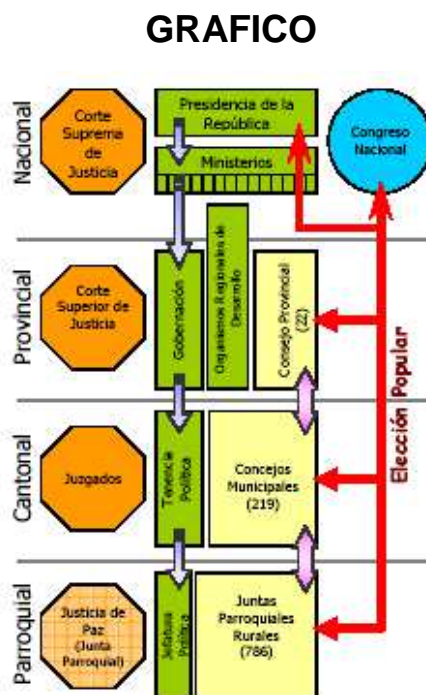 GRAFICO
Nacional
Corte
Suprema
de
Justicia
Presidencia de la
República
Ministerios
Congreso
Nacional
Provincial
Corte
Superior de
Justicia
Gobernación
Organismos Regionales de
Desarrollo
Consejo Provincial
(22)
Elección Popular
Cantonal
Juzgados
Tenencia
Política
Concejos
Municipales
(219)
Parroquial
Justicia de
Paz
(Junta
Parroquial)
Jefatura
Política
Juntas
Parroquiales
Rurales
(786)